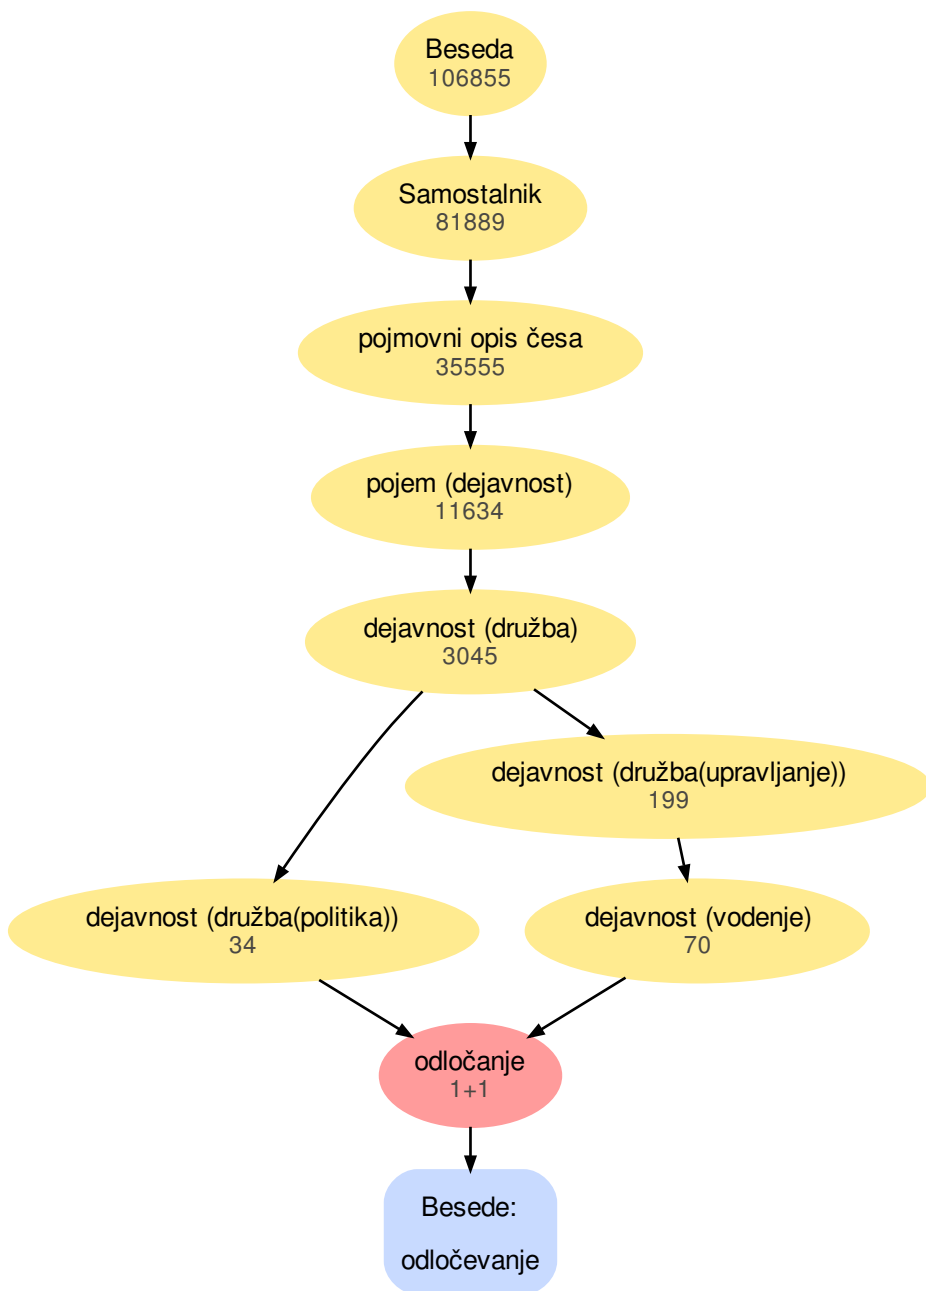 Beseda
106855
Samostalnik
81889
pojmovni opis česa
35555
pojem (dejavnost)
11634
dejavnost (družba)
3045
dejavnost (družba(upravljanje))
199
dejavnost (družba(politika))
34
dejavnost (vodenje)
70
odločanje
1+1
Besede:
odločevanje